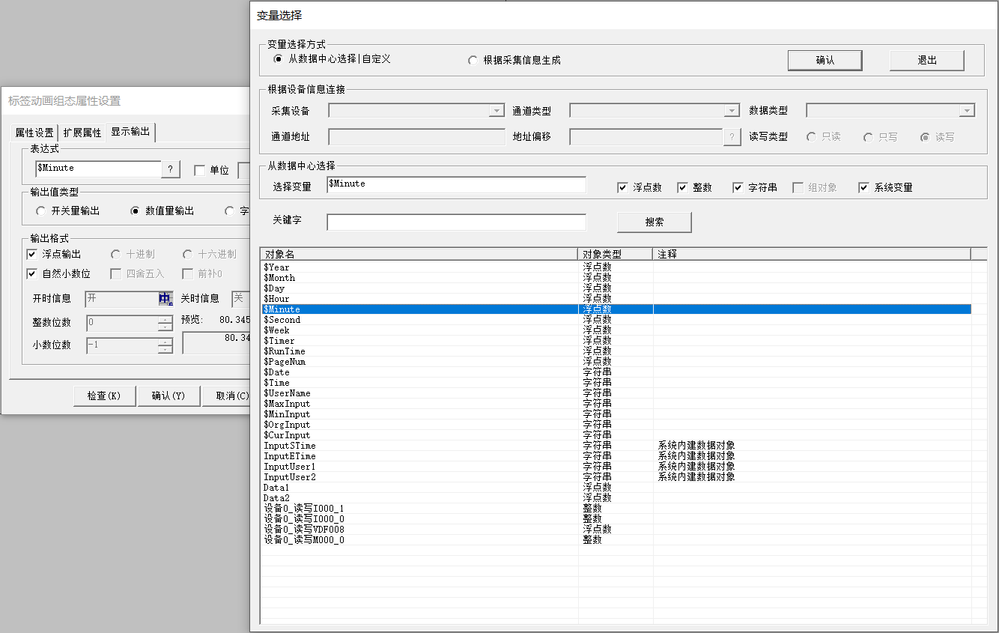 变量选择
变量选择方式
从数据中心选择|自定义
根据采集信息生成
确认
退出
根据设备信息连接
采集设备
通道类型
数据类型
通道地址
地址偏移
?
读写类型
只读
只写
读写
从数据中心选择
选择变量
$Minute
浮点数
整数
字符串
组对象
系统变量
关键字
搜索
对象名 对象类型 注释
$Year 浮点数
$Month 浮点数
$Day 浮点数
$Hour 浮点数
$Minute 浮点数
$Second 浮点数
$Week 浮点数
$Timer 浮点数
$RunTime 浮点数
$PageNum 浮点数
$Date 字符串
$Time 字符串
$UserName 字符串
$MaxInput 字符串
$MinInput 字符串
$OrgInput 字符串
$CurInput 字符串
InputSTime 字符串 系统内建数据对象
InputETime 字符串 系统内建数据对象
InputUser1 字符串 系统内建数据对象
InputUser2 字符串 系统内建数据对象
Data1 浮点数
Data2 浮点数
设备0_读写I000_1 整数
设备0_读写I000_0 整数
设备0_读写VDF008 浮点数
设备0_读写M000_0 整数
标签动画组态属性设置
属性设置
扩展属性
显示输出
表达式
$Minute
?
单位
输出值类型
开关量输出
数值量输出
字
输出格式
浮点输出
十进制
十六进制
自然小数位
四舍五入
前补0
开时信息
开
中
关时信息
关
整数位数
0
预览:
80.345
小数位数
-1
80.34
检查(K)
确认(Y)
取消(C)